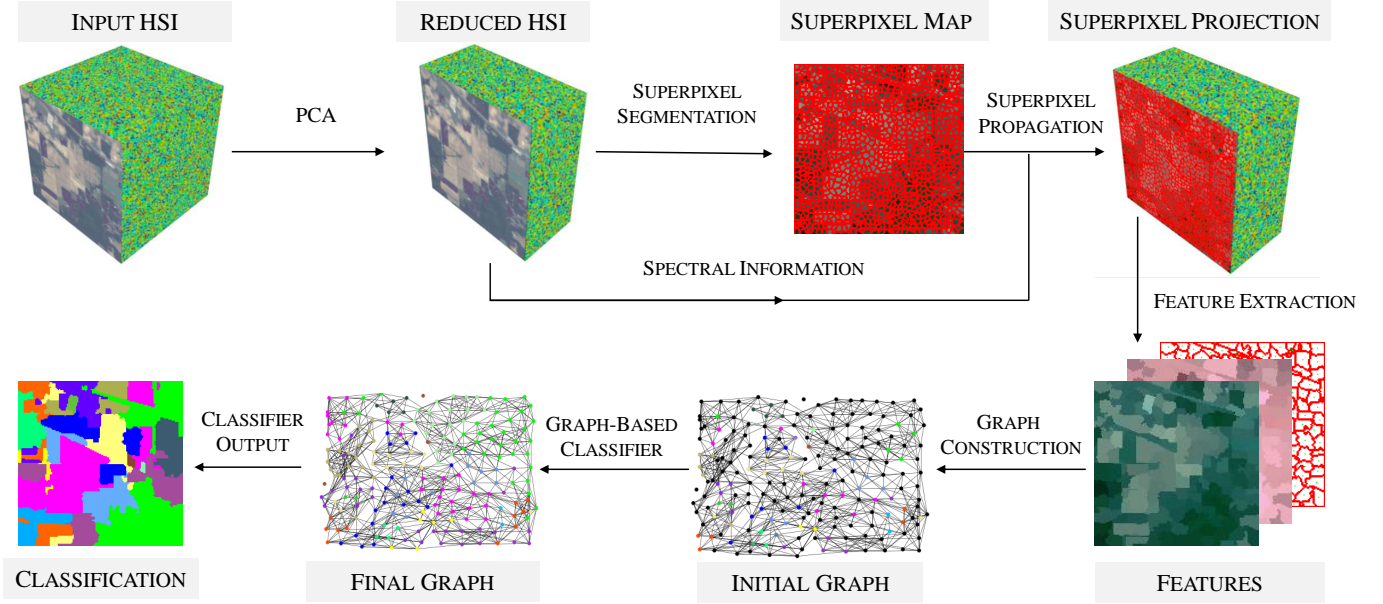 INPUT HSI
REDUCED HSI
SUPERPIXEL MAP
SUPERPIXEL PROJECTION
PCA
SUPERPIXEL
SEGMENTATION
SUPERPIXEL
PROPAGATION
SPECTRAL INFORMATION
FEATURE EXTRACTION
CLASSIFIER
OUTPUT
GRAPH-BASED
CLASSIFIER
GRAPH
CONSTRUCTION
CLASSIFICATION
FINAL GRAPH
INITIAL GRAPH
FEATURES